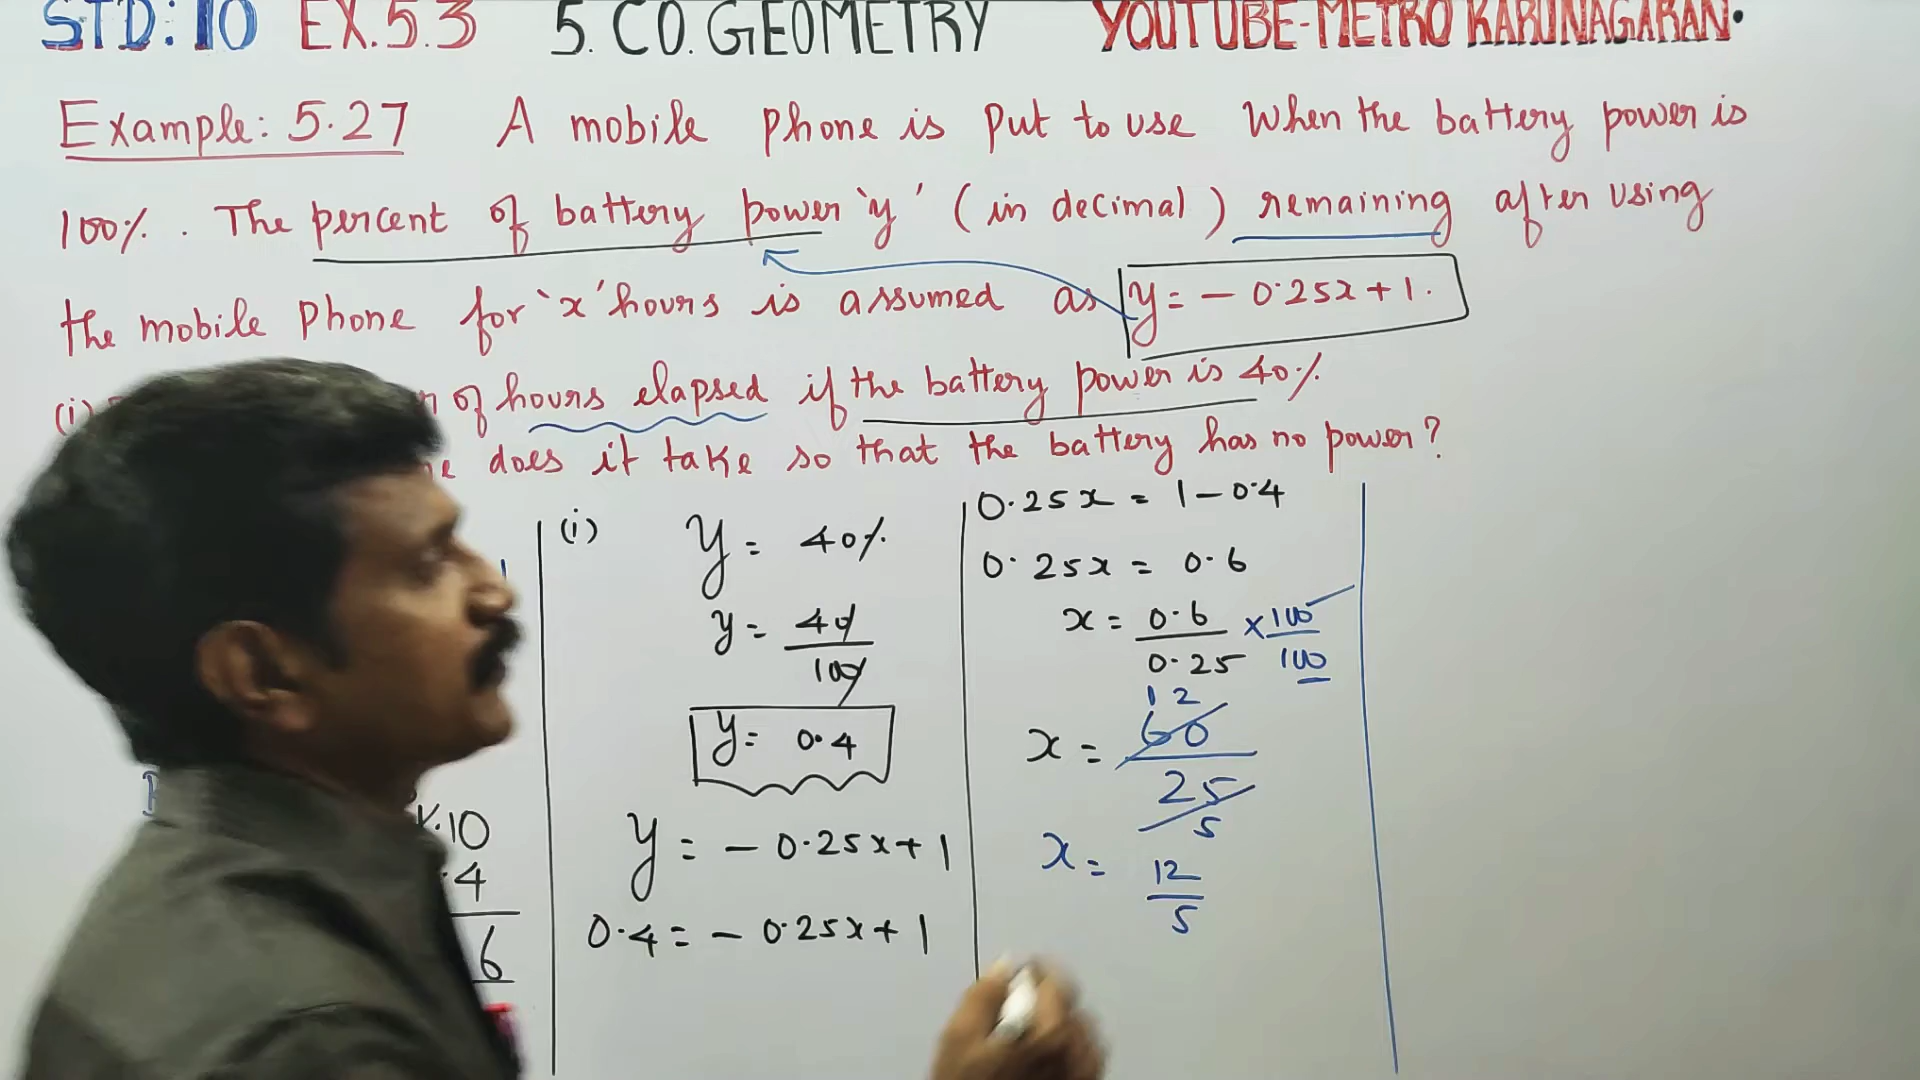 STD: 10 EX.5.3 5. CO. GEOMETRY YOUTUBE-METRO KARUNAGARAN.
Example: 5.27 A mobile phone is put to use when the battery power is
100%. The percent of battery power 'y' (in decimal) remaining after using
the mobile phone for 'x' hours is assumed as y = - 0.25x + 1.
(i) of hours elapsed if the battery power is 40%
does it take so that the battery has no power?
(i) y = 40%
y = 40/100
y = 0.4
y = - 0.25x + 1
0.4 = - 0.25x + 1
0.25x = 1 - 0.4
0.25x = 0.6
x = 0.6/0.25 × 100/100
12
x = 60/25
5
x = 12/5
10
.4
6